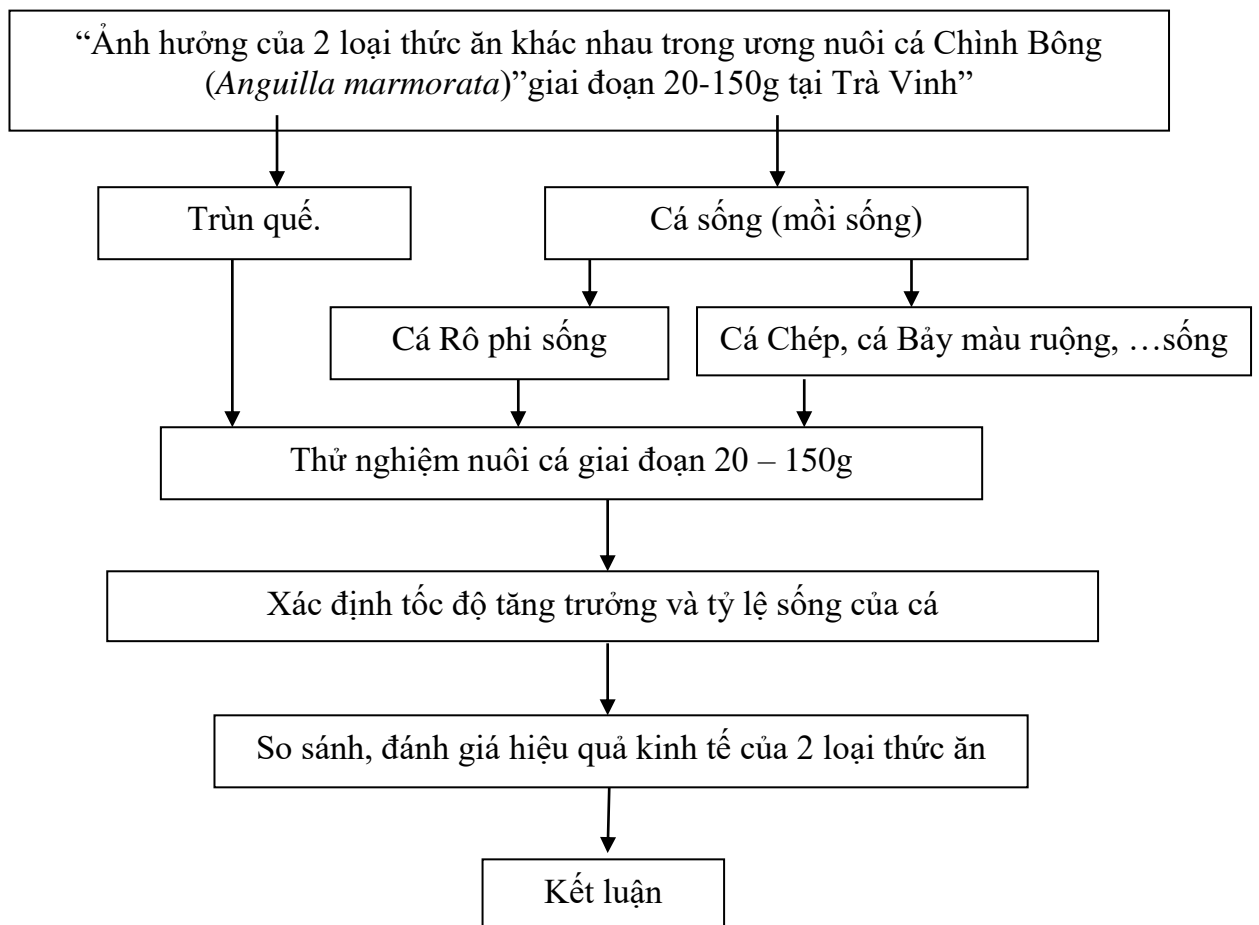 “Ảnh hưởng của 2 loại thức ăn khác nhau trong ương nuôi cá Chình Bông
(Anguilla marmorata)”giai đoạn 20-150g tại Trà Vinh”
Trùn quế.
Cá sống (mồi sống)
Cá Rô phi sống
Cá Chép, cá Bảy màu ruộng, …sống
Thử nghiệm nuôi cá giai đoạn 20 – 150g
Xác định tốc độ tăng trưởng và tỷ lệ sống của cá
So sánh, đánh giá hiệu quả kinh tế của 2 loại thức ăn
Kết luận